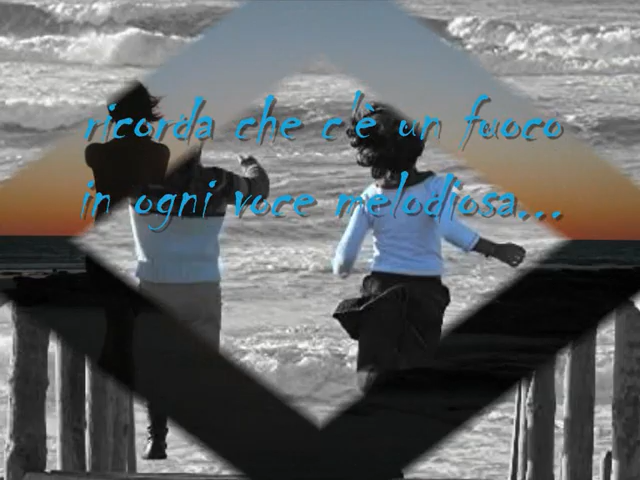 ricorda che c'è un fuoco
in ogni voce melodiosa...